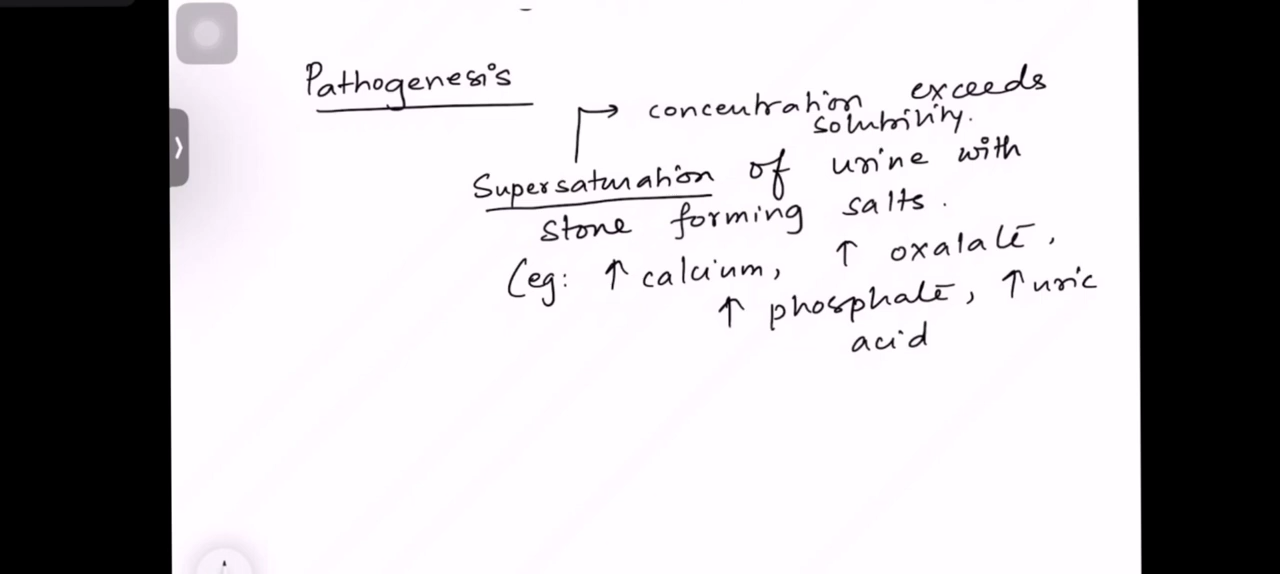 Pathogenesis
→ concentration exceeds
solubility.
Supersaturation of urine with
stone forming salts.
(eg: ↑ calcium, ↑ oxalate,
↑ phosphate, ↑ uric
acid